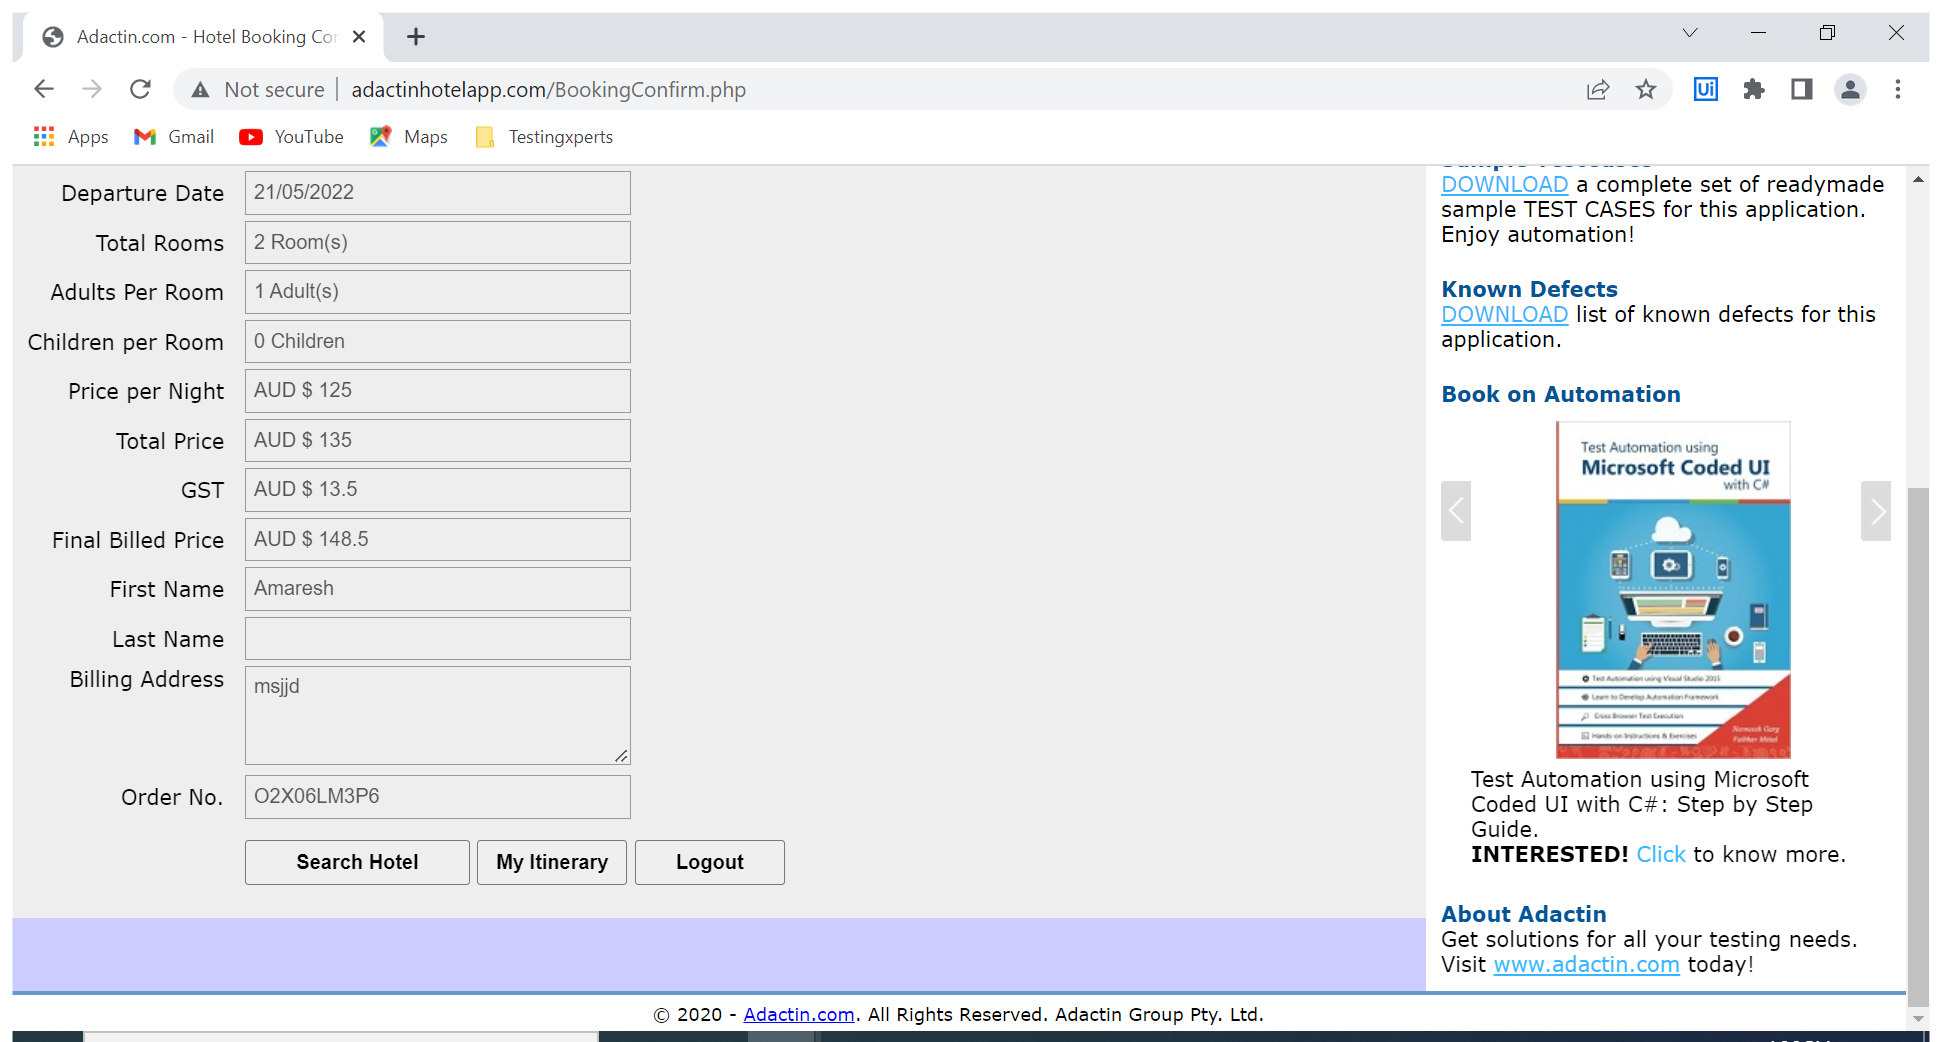 Adactin.com - Hotel Booking Cor
Not secure | adactinhotelapp.com/BookingConfirm.php
Ui
Apps
Gmail
YouTube
Maps
Testingxperts
Departure Date 21/05/2022
Total Rooms 2 Room(s)
Adults Per Room 1 Adult(s)
Children per Room 0 Children
Price per Night AUD $ 125
Total Price AUD $ 135
GST AUD $ 13.5
Final Billed Price AUD $ 148.5
First Name Amaresh
Last Name
Billing Address msjjd
Order No. O2X06LM3P6
Search Hotel My Itinerary Logout
DOWNLOAD a complete set of readymade
sample TEST CASES for this application.
Enjoy automation!
Known Defects
DOWNLOAD list of known defects for this
application.
Book on Automation
Test Automation using
Microsoft Coded UI
with C#
Test Automation using Visual Studio 2015
Learn to Develop Automation Framework
Cross Browser Test Execution
Hands-on Instructions & Exercises
Test Automation using Microsoft
Coded UI with C#: Step by Step
Guide.
INTERESTED! Click to know more.
About Adactin
Get solutions for all your testing needs.
Visit www.adactin.com today!
© 2020 - Adactin.com. All Rights Reserved. Adactin Group Pty. Ltd.